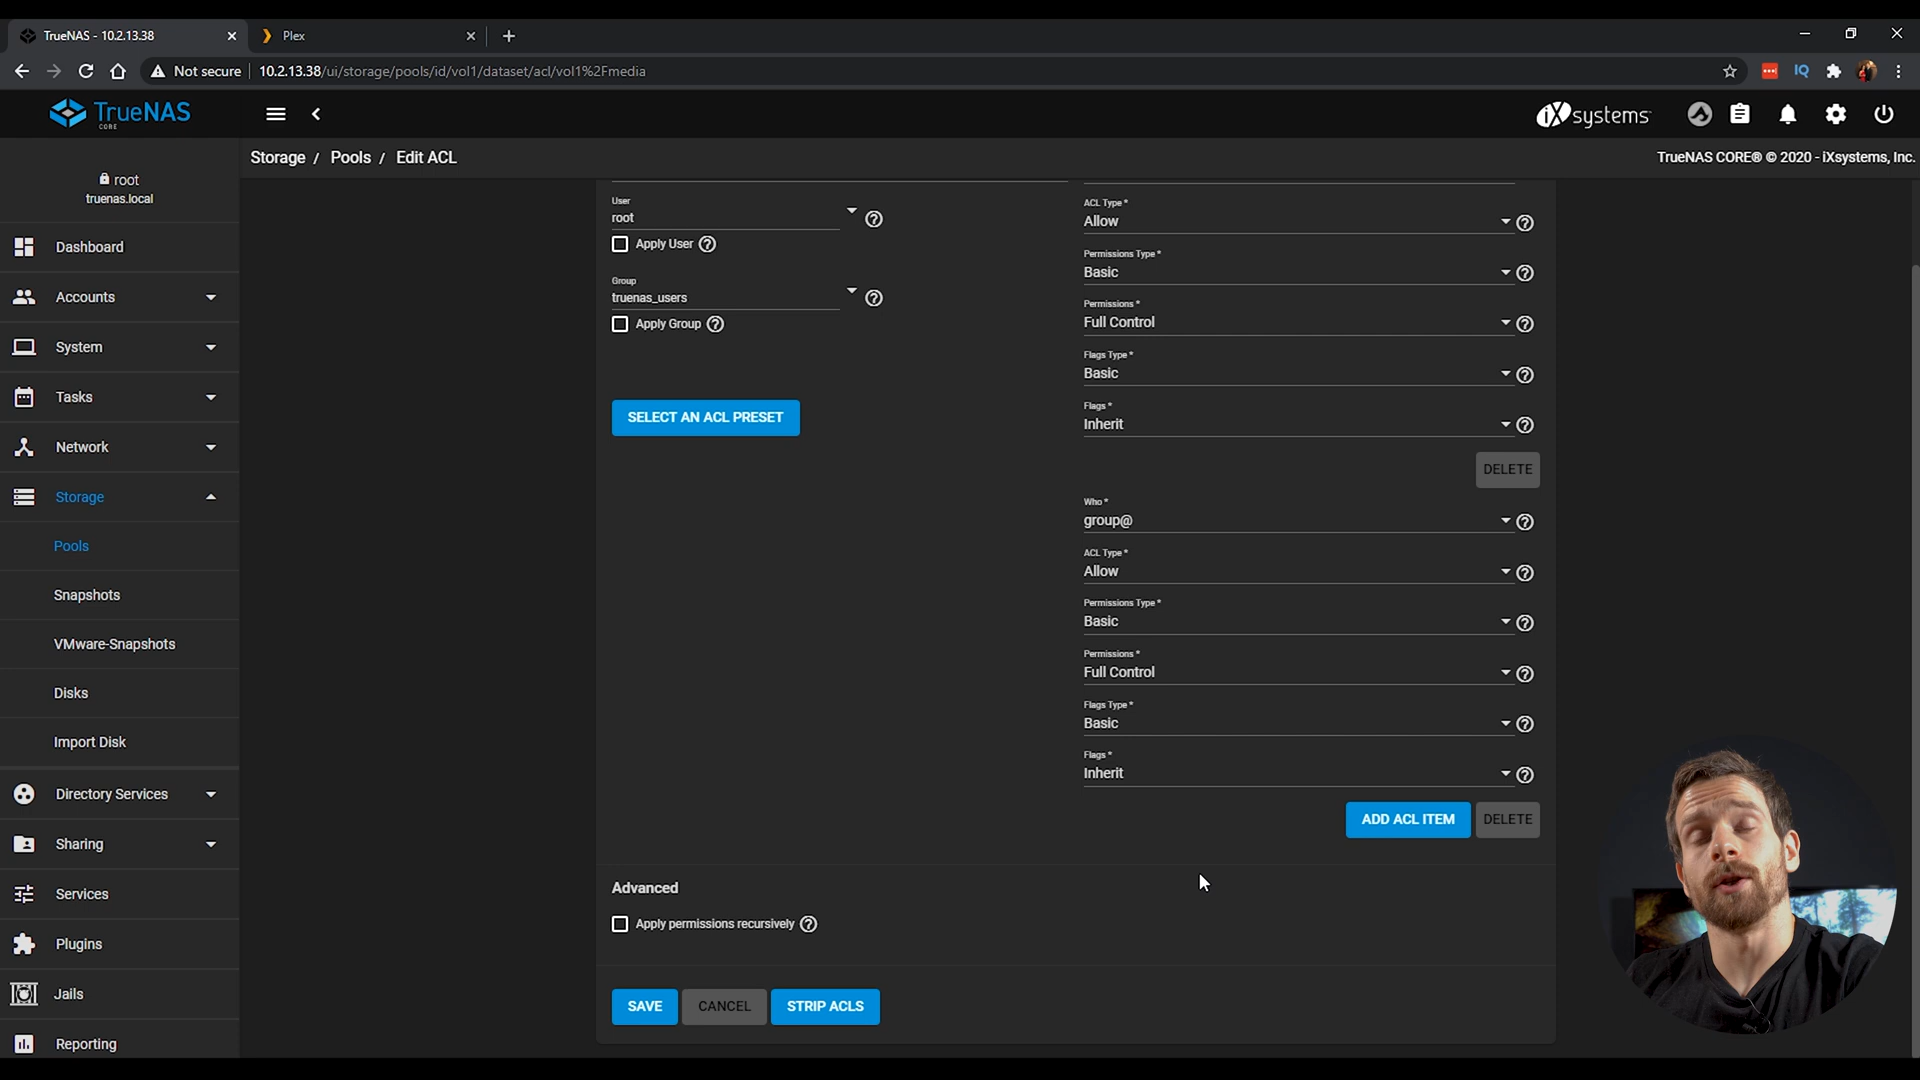 TrueNAS - 10.2.13.38
Plex
Not secure
10.2.13.38/ui/storage/pools/id/vol1/dataset/acl/vol1%2Fmedia
IQ
TrueNAS
CORE
iXsystems
Storage / Pools / Edit ACL
TrueNAS CORE® © 2020 - iXsystems, Inc.
root
truenas.local
Dashboard
Accounts
System
Tasks
Network
Storage
Pools
Snapshots
VMware-Snapshots
Disks
Import Disk
Directory Services
Sharing
Services
Plugins
Jails
Reporting
User
root
Apply User
Group
truenas_users
Apply Group
SELECT AN ACL PRESET
ACL Type *
Allow
Permissions Type *
Basic
Permissions *
Full Control
Flags Type *
Basic
Flags *
Inherit
DELETE
Who *
group@
ACL Type *
Allow
Permissions Type *
Basic
Permissions *
Full Control
Flags Type *
Basic
Flags *
Inherit
ADD ACL ITEM
DELETE
Advanced
Apply permissions recursively
SAVE
CANCEL
STRIP ACLS